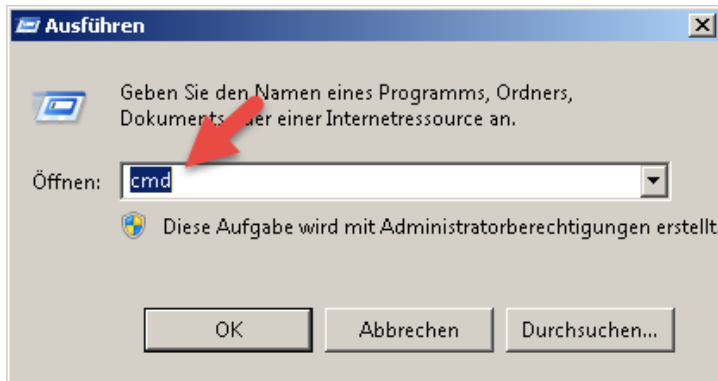 Ausführen
Geben Sie den Namen eines Programms, Ordners,
Dokuments oder einer Internetressource an.
Öffnen:
cmd
Diese Aufgabe wird mit Administratorberechtigungen erstellt
OK
Abbrechen
Durchsuchen...